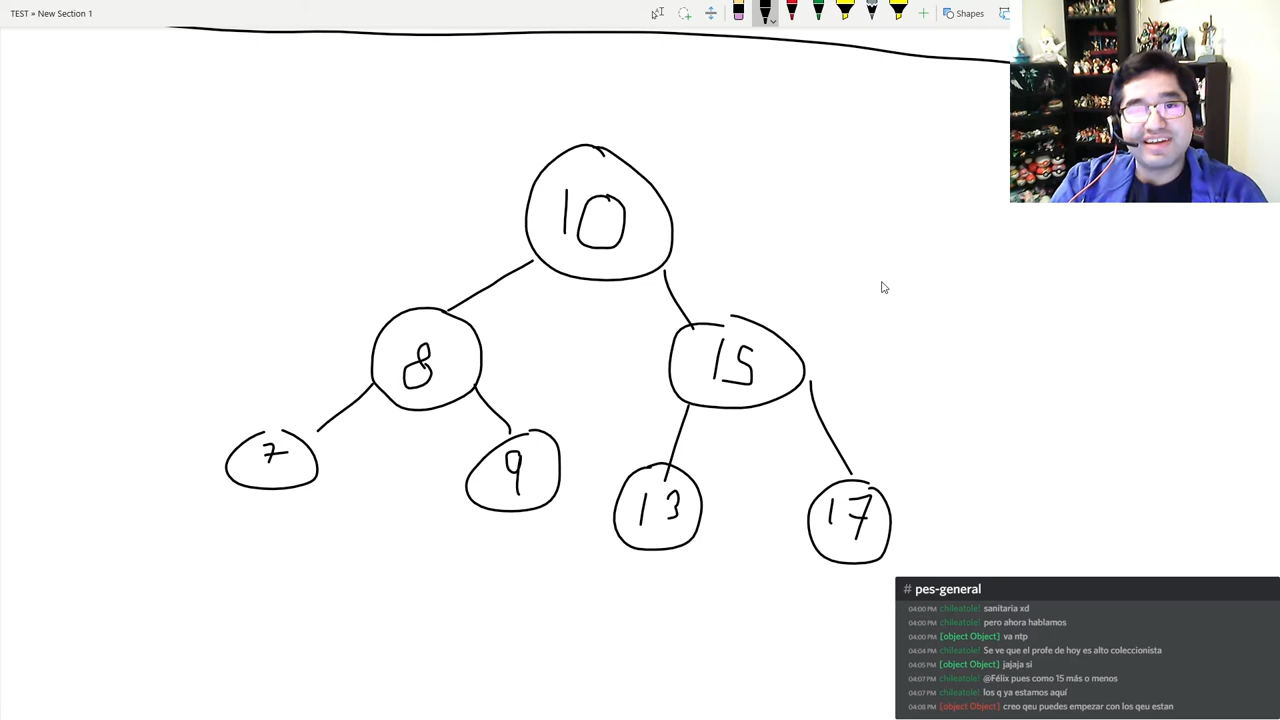 TEST » New Section 1
Shapes
10
8
15
7
9
13
17
# pes-general
04:00 PM chileatole! sanitaria xd
04:00 PM chileatole! pero ahora hablamos
04:00 PM [object Object] va ntp
04:04 PM chileatole! Se ve que el profe de hoy es alto coleccionista
04:05 PM [object Object] jajaja si
04:07 PM chileatole! @Félix pues como 15 más o menos
04:07 PM chileatole! los q ya estamos aquí
04:08 PM [object Object] creo qeu puedes empezar con los qeu estan